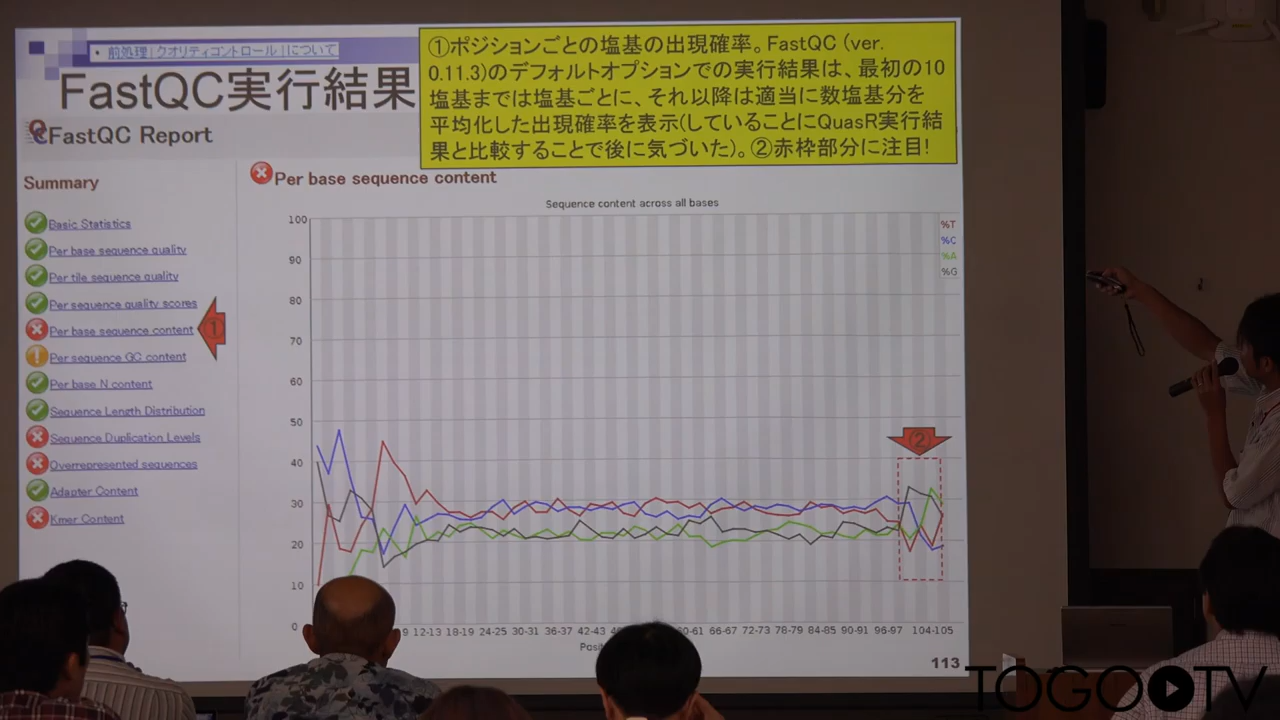 • 前処理｜クオリティコントロール｜について
FastQC実行結果
①ポジションごとの塩基の出現確率。FastQC (ver.
0.11.3)のデフォルトオプションでの実行結果は、最初の10
塩基までは塩基ごとに、それ以降は適当に数塩基分を
平均化した出現確率を表示(していることにQuasR実行結
果と比較することで後に気づいた)。②赤枠部分に注目!
FastQC Report
Summary
Basic Statistics
Per base sequence quality
Per tile sequence quality
Per sequence quality scores
Per base sequence content
①
Per sequence GC content
Per base N content
Sequence Length Distribution
Sequence Duplication Levels
Overrepresented sequences
Adapter Content
Kmer Content
Per base sequence content
Sequence content across all bases
%T
%C
%A
%G
100
90
80
70
60
50
40
30
20
10
0
②
9 12-13 18-19 24-25 30-31 36-37 42-43 60-61 66-67 72-73 78-79 84-85 90-91 96-97 104-105
113
TOGO TV